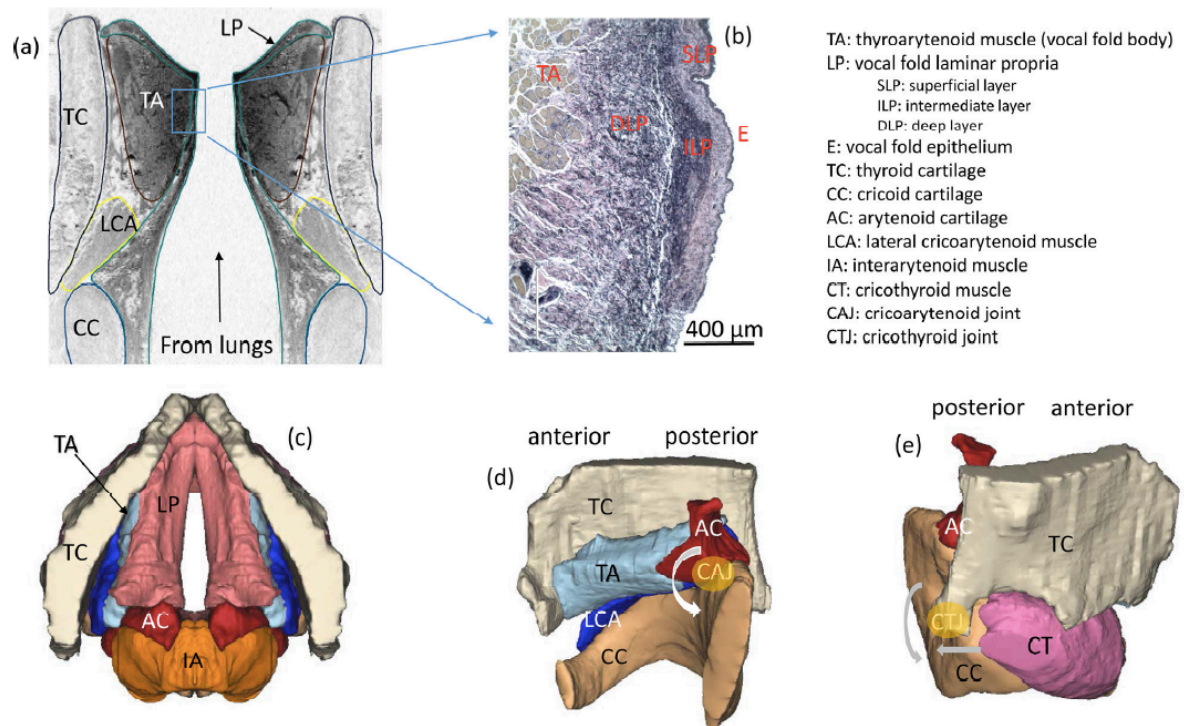 (a)
LP
TC
TA
LCA
CC
From lungs
(b)
SLP
TA
DLP
ILP
E
400 µm
TA: thyroarytenoid muscle (vocal fold body)
LP: vocal fold laminar propria
SLP: superficial layer
ILP: intermediate layer
DLP: deep layer
E: vocal fold epithelium
TC: thyroid cartilage
CC: cricoid cartilage
AC: arytenoid cartilage
LCA: lateral cricoarytenoid muscle
IA: interarytenoid muscle
CT: cricothyroid muscle
CAJ: cricoarytenoid joint
CTJ: cricothyroid joint
(c)
TA
LP
TC
AC
IA
anterior posterior
(d)
TC
AC
TA
CAJ
LCA
CC
posterior anterior
(e)
AC
TC
CTJ
CT
CC